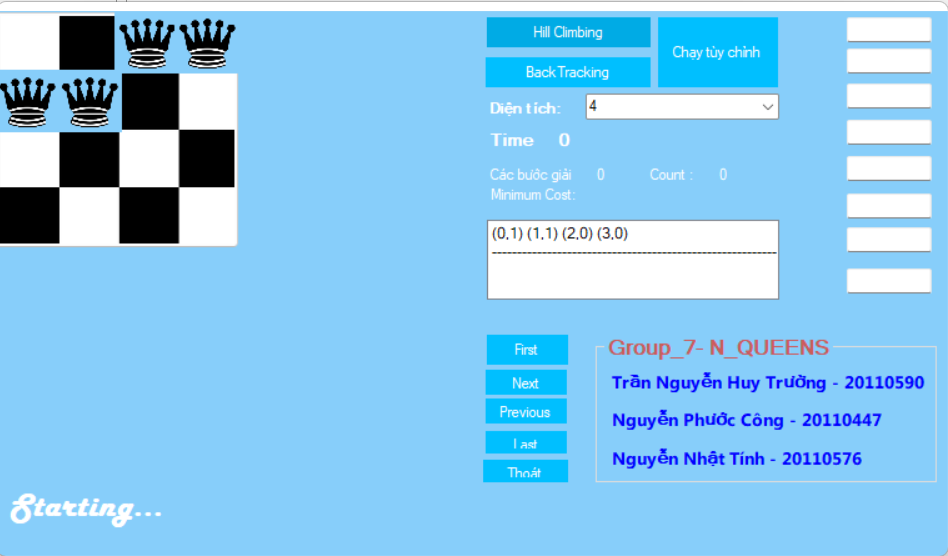 Hill Climbing
Chạy tùy chỉnh
BackTracking
Diện tích:
4
Time 0
Các bước giải 0 Count : 0
Minimum Cost:
(0,1) (1,1) (2,0) (3,0)
------------------------------------------------------------
First
Next
Previous
Last
Thoát
Group_7- N_QUEENS
Trần Nguyễn Huy Trường - 20110590
Nguyễn Phước Công - 20110447
Nguyễn Nhật Tính - 20110576
Starting...